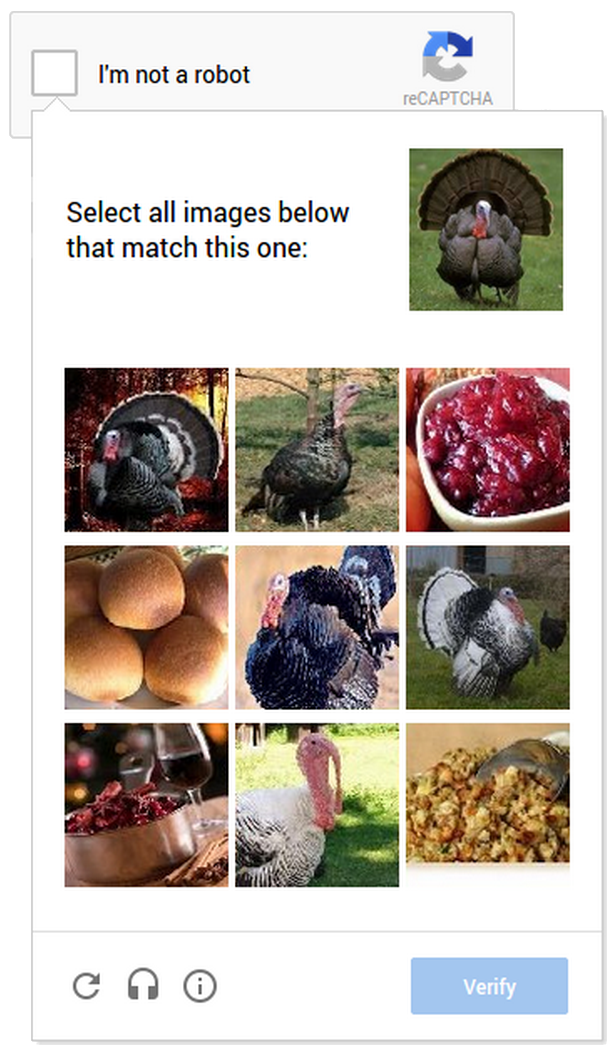 I'm not a robot
reCAPTCHA
Select all images below
that match this one:
Verify